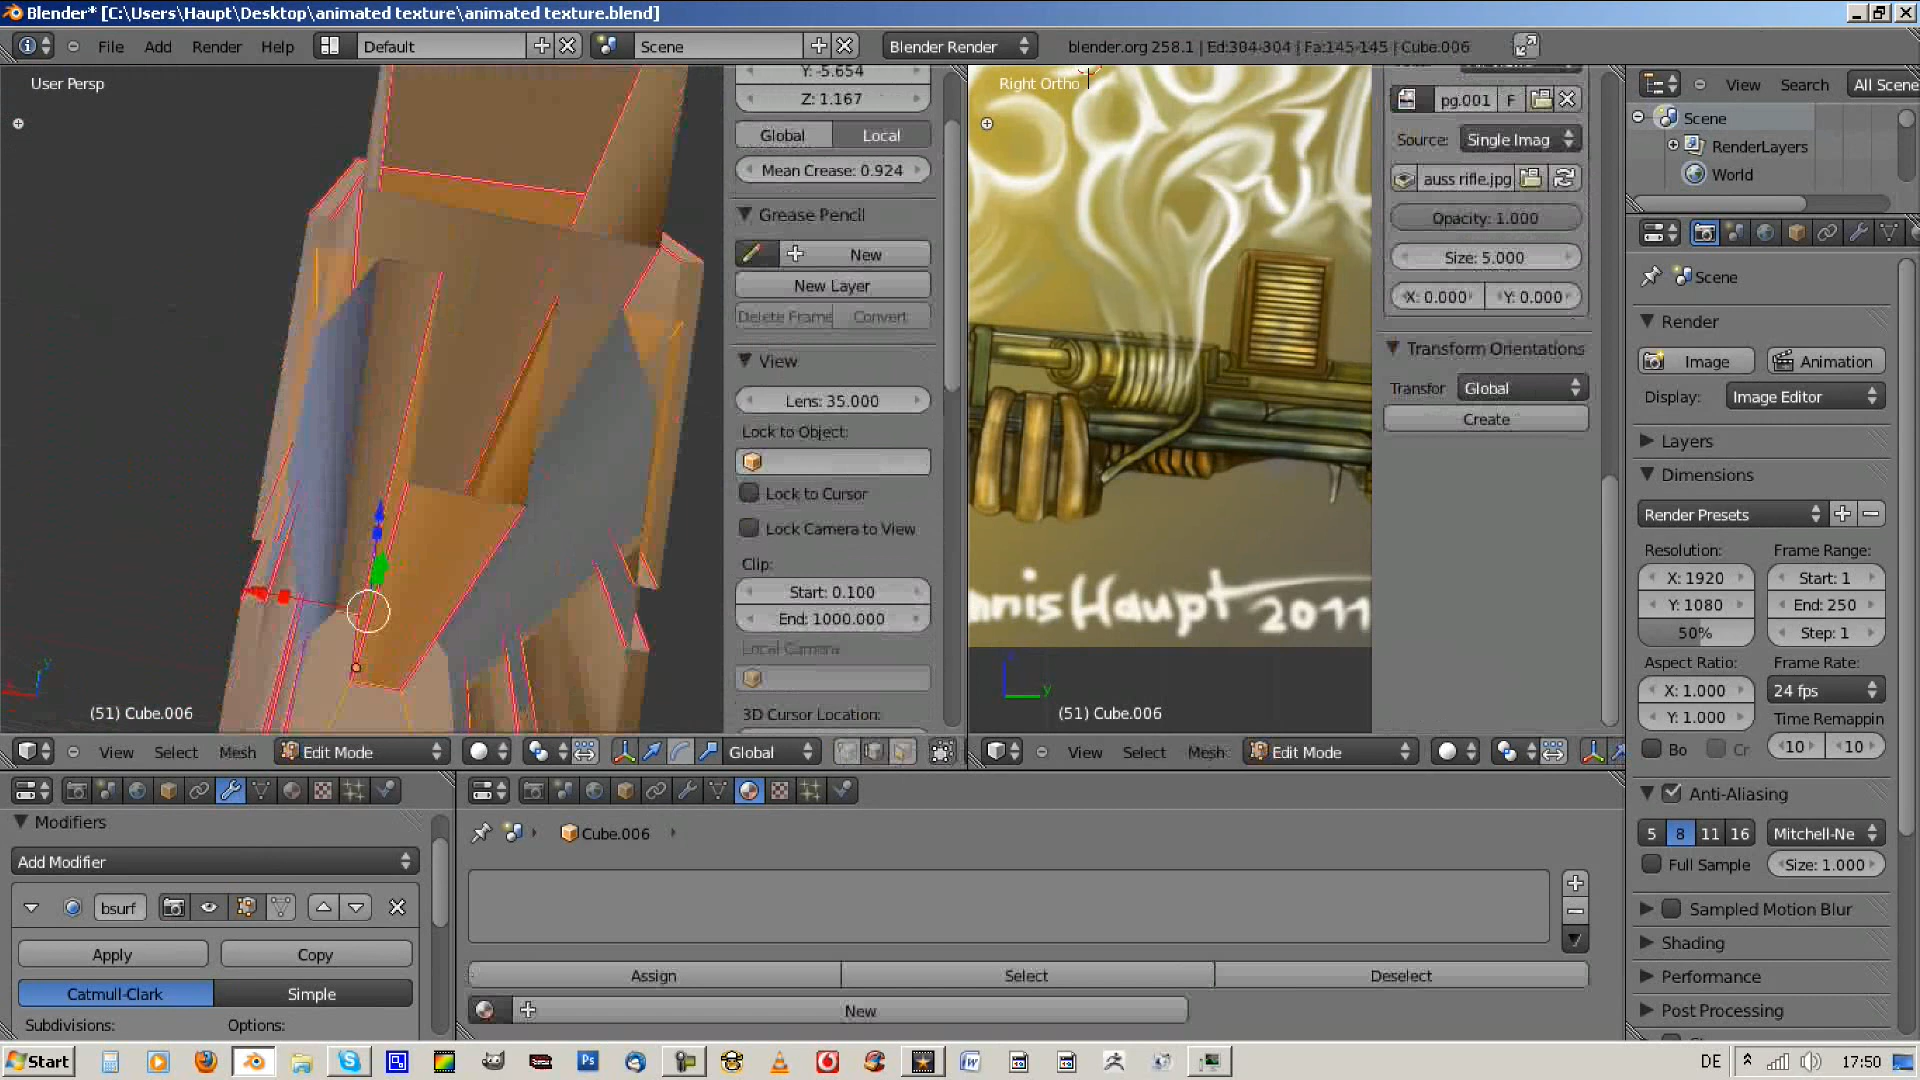 Blender* [C:\Users\Haupt\Desktop\animated texture\animated texture.blend]
File Add Render Help Default Scene Blender Render blender.org 258.1 | Ed:304-304 | Fa:145-145 | Cube.006
User Persp
Y: -5.654
Z: 1.167
Global Local
Mean Crease: 0.924
Grease Pencil
New
New Layer
Delete Frame Convert
View
Lens: 35.000
Lock to Object:
Lock to Cursor
Lock Camera to View
Clip:
Start: 0.100
End: 1000.000
Local Camera
3D Cursor Location:
(51) Cube.006
View Select Mesh Edit Mode Global
Right Ortho
nnis Haupt 2011
y
(51) Cube.006
View Select Mesh Edit Mode
pg.001 F
Source: Single Imag
auss rifle.jpg
Opacity: 1.000
Size: 5.000
X: 0.000 Y: 0.000
Transform Orientations
Transfor Global
Create
View Search All Scene
Scene
RenderLayers
World
Scene
Render
Image Animation
Display: Image Editor
Layers
Dimensions
Render Presets
Resolution: Frame Range:
X: 1920 Start: 1
Y: 1080 End: 250
50% Step: 1
Aspect Ratio: Frame Rate:
X: 1.000 24 fps
Y: 1.000 Time Remappin
Bo Cr 10 10
Anti-Aliasing
5 8 11 16 Mitchell-Ne
Full Sample Size: 1.000
Sampled Motion Blur
Shading
Performance
Post Processing
Modifiers
Add Modifier
bsurf
Apply Copy
Catmull-Clark Simple
Subdivisions: Options:
Cube.006
Assign Select Deselect
New
Start DE 17:50